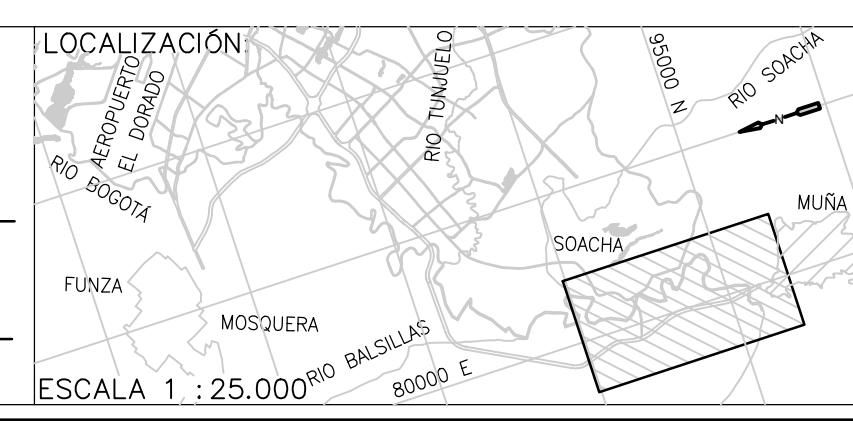 LOCALIZACIÓN:
AEROPUERTO
EL DORADO
RIO BOGOTÁ
RIO TUNJUELO
95000 N
RIO SOACHA
N
MUÑA
SOACHA
FUNZA
MOSQUERA
RIO BALSILLAS
80000 E
ESCALA 1 : 25.000